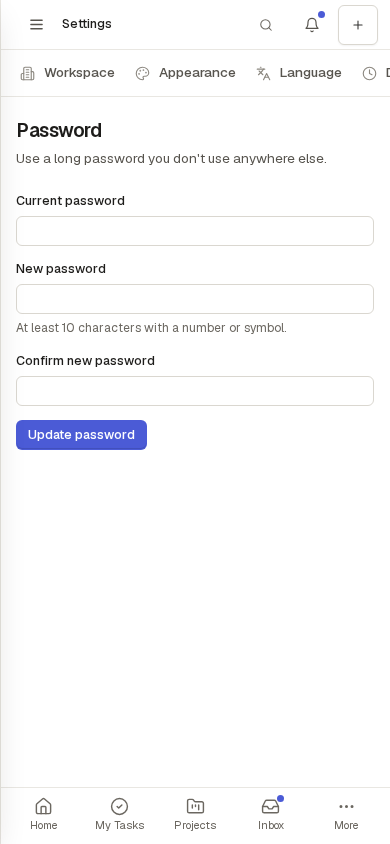 Settings
Workspace Appearance Language D
Password
Use a long password you don't use anywhere else.
Current password
New password
At least 10 characters with a number or symbol.
Confirm new password
Update password
Home My Tasks Projects Inbox More